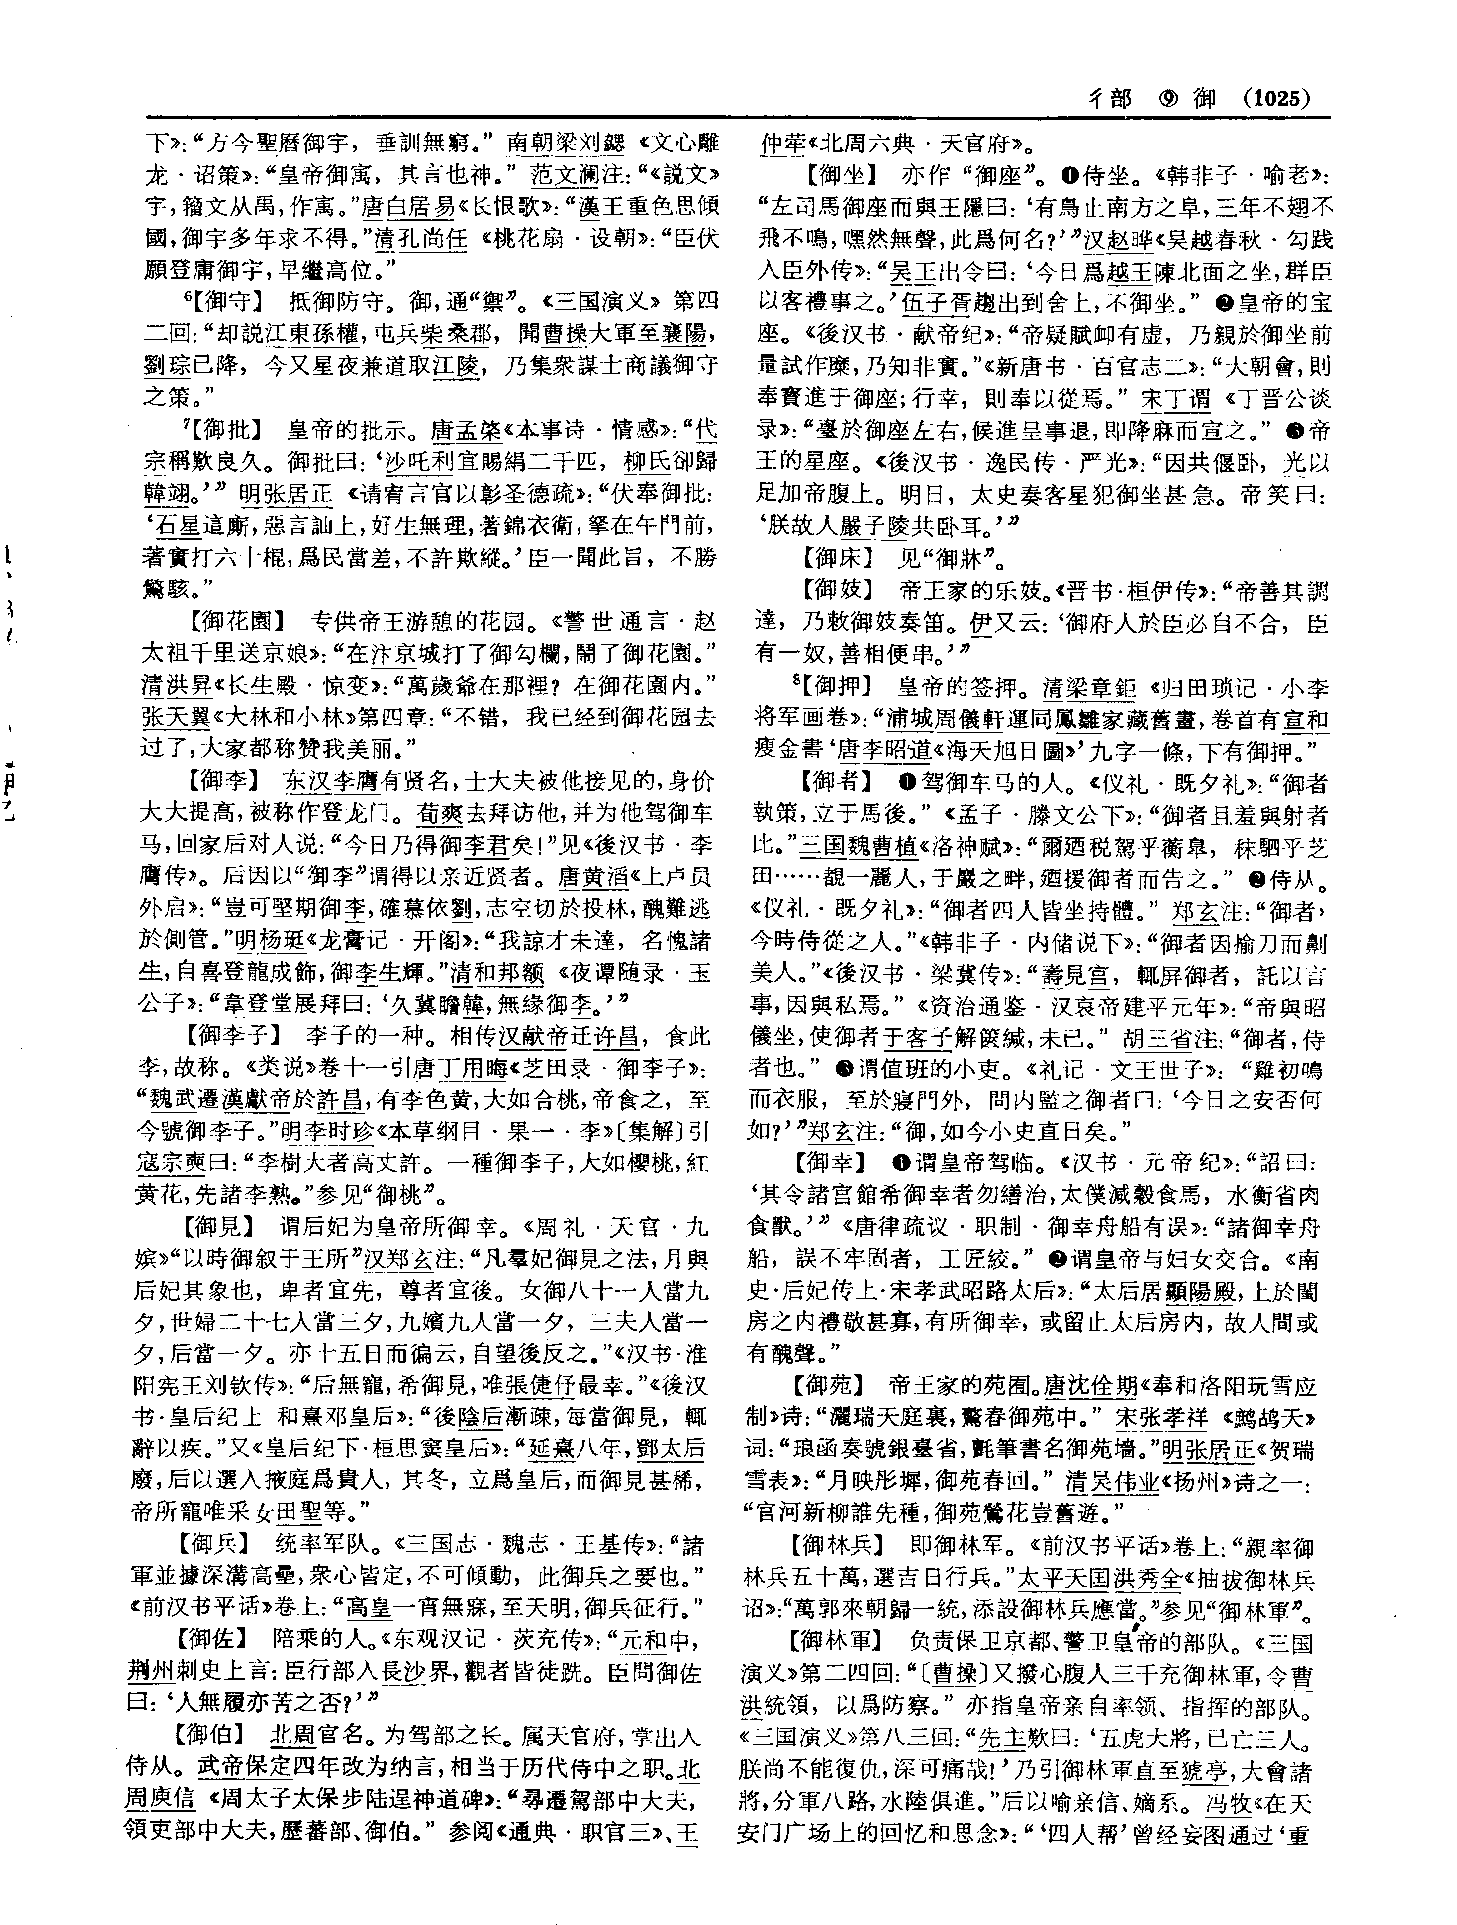 彳部 ⑨ 御 (1025)
下》：“方今聖曆御宇，垂訓無窮。” 南朝梁刘勰《文心雕
龙·诏策》：“皇帝御寓，其言也神。” 范文澜注：“《説文》
宇，籀文从禹，作寓。”唐白居易《长恨歌》：“漢王重色思傾
國，御宇多年求不得。”清孔尚任《桃花扇·设朝》：“臣伏
願登庸御宇，早繼高位。”
⁶【御守】 抵御防守。御，通“禦”。《三国演义》第四
二回：“却説江東孫權，屯兵柴桑郡，聞曹操大軍至襄陽，
劉琮已降，今又星夜兼道取江陵，乃集衆謀士商議御守
之策。”
⁷【御批】 皇帝的批示。唐孟棨《本事诗·情感》：“代
宗稱歎良久。御批曰：‘沙吒利宜賜絹二千匹，柳氏卻歸
韓翊。’” 明张居正《请宥言官以彰圣德疏》：“伏奉御批：
‘石星這廝，惡言訕上，好生無理，著錦衣衛，拏在午門前，
著實打六十棍，爲民當差，不許欺縱。’臣一聞此旨，不勝
驚駭。”
【御花園】 专供帝王游憩的花园。《警世通言·赵
太祖千里送京娘》：“在汴京城打了御勾欄，鬧了御花園。”
清洪昇《长生殿·惊变》：“萬歲爺在那裡？在御花園內。”
张天翼《大林和小林》第四章：“不错，我已经到御花园去
过了，大家都称赞我美丽。”
【御李】 东汉李膺有贤名，士大夫被他接见的，身价
大大提高，被称作登龙门。荀爽去拜访他，并为他驾御车
马，回家后对人说：“今日乃得御李君矣！”见《後汉书·李
膺传》。后因以“御李”谓得以亲近贤者。唐黄滔《上卢员
外启》：“豈可堅期御李，確慕依劉，志空切於投林，醜難逃
於側管。”明杨珽《龙膏记·开阁》：“我諒才未達，名愧諸
生，自喜登龍成飾，御李生輝。”清和邦额《夜谭随录·玉
公子》：“韋登堂展拜曰：‘久冀瞻韓，無緣御李。’”
【御李子】 李子的一种。相传汉献帝迁许昌，食此
李，故称。《类说》卷十一引唐丁用晦《芝田录·御李子》：
“魏武遷漢獻帝於許昌，有李色黄，大如合桃，帝食之，至
今號御李子。”明李时珍《本草纲目·果一·李》〔集解〕引
寇宗奭曰：“李樹大者高丈許。一種御李子，大如櫻桃，紅
黄花，先諸李熟。”参见“御桃”。
【御見】 谓后妃为皇帝所御幸。《周礼·天官·九
嫔》“以時御叙于王所”汉郑玄注：“凡羣妃御見之法，月與
后妃其象也，卑者宜先，尊者宜後。女御八十一人當九
夕，世婦二十七人當三夕，九嬪九人當一夕，三夫人當一
夕，后當一夕。亦十五日而徧云，自望後反之。”《汉书·淮
阳宪王刘钦传》：“后無寵，希御見，唯張倢伃最幸。”《後汉
书·皇后纪上 和熹邓皇后》：“後陰后漸疎，每當御見，輒
辭以疾。”又《皇后纪下·桓思窦皇后》：“延熹八年，鄧太后
廢，后以選入掖庭爲貴人，其冬，立爲皇后，而御見甚稀，
帝所寵唯采女田聖等。”
【御兵】 统率军队。《三国志·魏志·王基传》：“諸
軍並據深溝高壘，衆心皆定，不可傾動，此御兵之要也。”
《前汉书平话》卷上：“高皇一宵無寐，至天明，御兵征行。”
【御佐】 陪乘的人。《东观汉记·茨充传》：“元和中，
荆州刺史上言：臣行部入長沙界，觀者皆徒跣。臣問御佐
曰：‘人無履亦苦之否？’”
【御伯】 北周官名。为驾部之长。属天官府，掌出入
侍从。武帝保定四年改为纳言，相当于历代侍中之职。北
周庾信《周太子太保步陆逞神道碑》：“尋遷駕部中大夫，
領吏部中大夫，歷蕃部、御伯。” 参阅《通典·职官三》、王
仲荦《北周六典·天官府》。
【御坐】 亦作“御座”。❶侍坐。《韩非子·喻老》：
“左司馬御座而與王隱曰：‘有鳥止南方之阜，三年不翅不
飛不鳴，嘿然無聲，此爲何名？’”汉赵晔《吴越春秋·勾践
入臣外传》：“吴王出令曰：‘今日爲越王陳北面之坐，群臣
以客禮事之。’伍子胥趨出到舍上，不御坐。” ❷皇帝的宝
座。《後汉书·献帝纪》：“帝疑賦卹有虚，乃親於御坐前
量試作糜，乃知非實。”《新唐书·百官志二》：“大朝會，則
奉寶進于御座；行幸，則奉以從焉。” 宋丁谓《丁晋公谈
录》：“臺於御座左右，候進呈事退，即降麻而宣之。” ❸帝
王的星座。《後汉书·逸民传·严光》：“因共偃卧，光以
足加帝腹上。明日，太史奏客星犯御坐甚急。帝笑曰：
‘朕故人嚴子陵共卧耳。’”
【御床】 见“御牀”。
【御妓】 帝王家的乐妓。《晋书·桓伊传》：“帝善其調
達，乃敕御妓奏笛。伊又云：‘御府人於臣必自不合，臣
有一奴，善相便串。’”
⁸【御押】 皇帝的签押。清梁章鉅《归田琐记·小李
将军画卷》：“浦城周儀軒運同鳳雛家藏舊畫，卷首有宣和
瘦金書‘唐李昭道《海天旭日圖》’九字一條，下有御押。”
【御者】 ❶驾御车马的人。《仪礼·既夕礼》：“御者
執策，立于馬後。”《孟子·滕文公下》：“御者且羞與射者
比。”三国魏曹植《洛神赋》：“爾迺税駕乎蘅皋，秣駟乎芝
田……覩一麗人，于巖之畔，迺援御者而告之。” ❷侍从。
《仪礼·既夕礼》：“御者四人皆坐持體。” 郑玄注：“御者，
今時侍從之人。”《韩非子·内储说下》：“御者因揄刀而劓
美人。”《後汉书·梁冀传》：“壽見宫，輒屏御者，託以言
事，因與私焉。”《资治通鉴·汉哀帝建平元年》：“帝與昭
儀坐，使御者于客子解篋緘，未已。” 胡三省注：“御者，侍
者也。” ❸谓值班的小吏。《礼记·文王世子》：“雞初鳴
而衣服，至於寢門外，問内豎之御者曰：‘今日之安否何
如？’”郑玄注：“御，如今小史直日矣。”
【御幸】 ❶谓皇帝驾临。《汉书·元帝纪》：“詔曰：
‘其令諸宫館希御幸者勿繕治，太僕減穀食馬，水衡省肉
食獸。’”《唐律疏议·职制·御幸舟船有误》：“諸御幸舟
船，誤不牢固者，工匠絞。” ❷谓皇帝与妇女交合。《南
史·后妃传上·宋孝武昭路太后》：“太后居顯陽殿，上於閨
房之内禮敬甚寡，有所御幸，或留止太后房内，故人間或
有醜聲。”
【御苑】 帝王家的苑囿。唐沈佺期《奉和洛阳玩雪应
制》诗：“灑瑞天庭裏，驚春御苑中。” 宋张孝祥《鹧鸪天》
词：“琅函奏號銀臺省，氈筆書名御苑墻。”明张居正《贺瑞
雪表》：“月映彤墀，御苑春回。” 清吴伟业《扬州》诗之一：
“官河新柳誰先種，御苑鶯花豈舊遊。”
【御林兵】 即御林军。《前汉书平话》卷上：“親率御
林兵五十萬，選吉日行兵。”太平天国洪秀全《抽拔御林兵
诏》：“萬郭來朝歸一統，添設御林兵應當。”参见“御林軍”。
【御林軍】 负责保卫京都、警卫皇帝的部队。《三国
演义》第二四回：“〔曹操〕又撥心腹人三千充御林軍，令曹
洪統領，以爲防察。” 亦指皇帝亲自率领、指挥的部队。
《三国演义》第八三回：“先主歎曰：‘五虎大將，已亡三人。
朕尚不能復仇，深可痛哉！’乃引御林軍直至猇亭，大會諸
將，分軍八路，水陸俱進。”后以喻亲信、嫡系。冯牧《在天
安门广场上的回忆和思念》：“‘四人帮’曾经妄图通过‘重